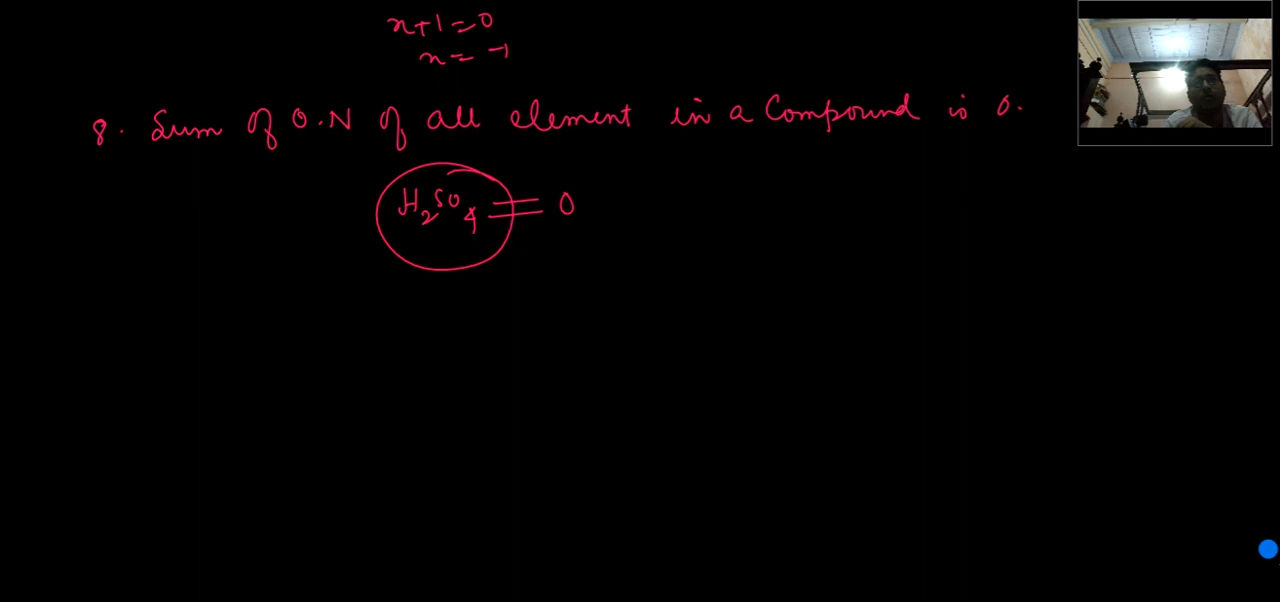 x+1=0
x=-1
8. Sum of O.N of all element in a Compound is 0.
H₂SO₄ = 0